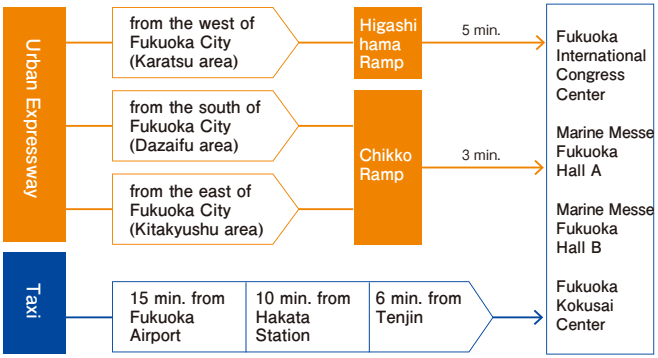 Urban Expressway
from the west of
Fukuoka City
(Karatsu area)
Higashi
hama
Ramp
5 min.
from the south of
Fukuoka City
(Dazaifu area)
from the east of
Fukuoka City
(Kitakyushu area)
Chikko
Ramp
3 min.
Taxi
15 min. from
Fukuoka
Airport
10 min. from
Hakata
Station
6 min. from
Tenjin
Fukuoka
International
Congress
Center
Marine Messe
Fukuoka
Hall A
Marine Messe
Fukuoka
Hall B
Fukuoka
Kokusai
Center